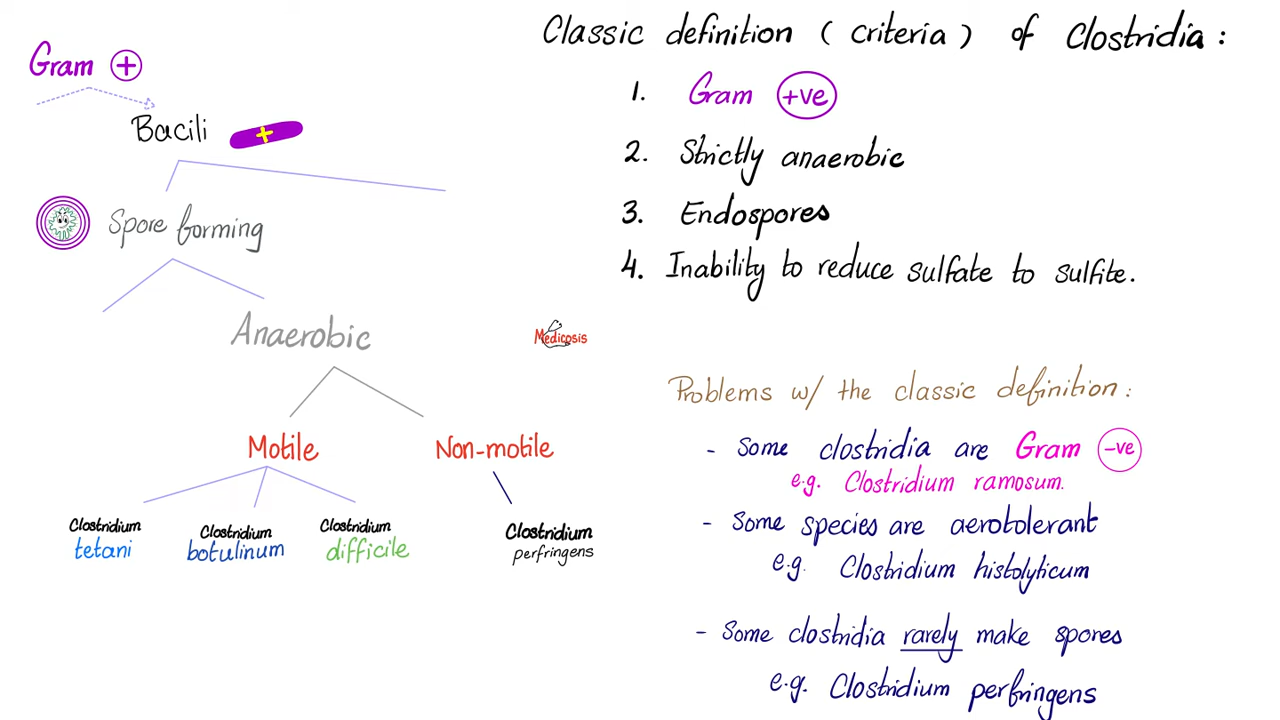 Gram +
Bacili +
Spore forming
Anaerobic
Motile
Non-motile
Clostridium
tetani
Clostridium
botulinum
Clostridium
difficile
Clostridium
perfringens
Medicosis
Classic definition (criteria) of Clostridia:
1. Gram +ve
2. Strictly anaerobic
3. Endospores
4. Inability to reduce sulfate to sulfite.
Problems w/ the classic definition:
- Some clostridia are Gram -ve
e.g. Clostridium ramosum.
- Some species are aerotolerant
e.g. Clostridium histolyticum
- Some clostridia rarely make spores
e.g. Clostridium perfringens